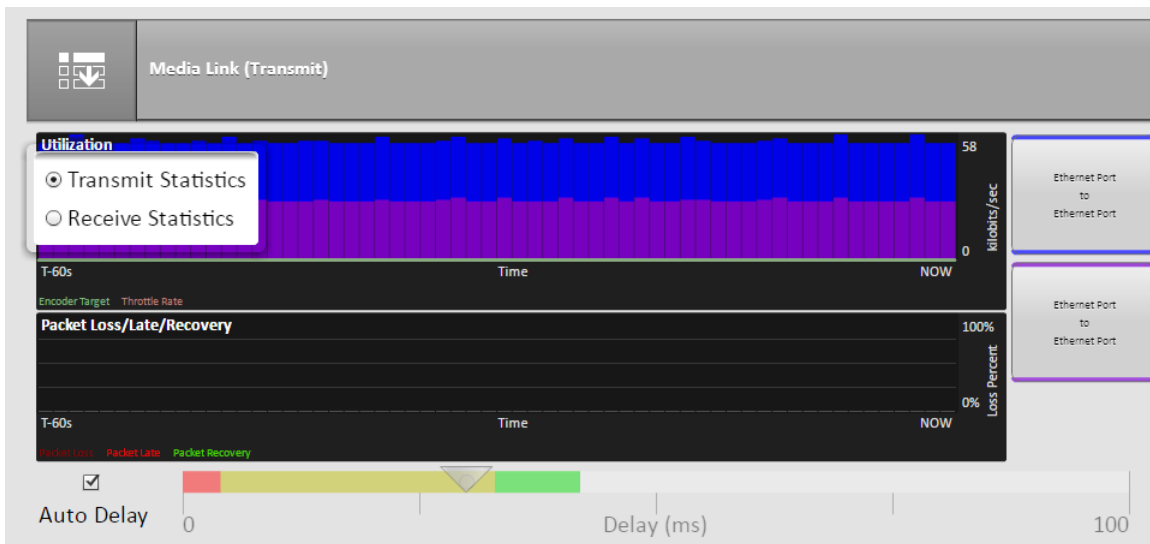 Media Link (Transmit)
Utilization
Transmit Statistics
Receive Statistics
58
kilobits/sec
0
T-60s Time NOW
Encoder Target Throttle Rate
Ethernet Port
to
Ethernet Port
Packet Loss/Late/Recovery
100%
Loss Percent
0%
T-60s Time NOW
Packet Loss Packet Late Packet Recovery
Ethernet Port
to
Ethernet Port
Auto Delay
0 Delay (ms) 100